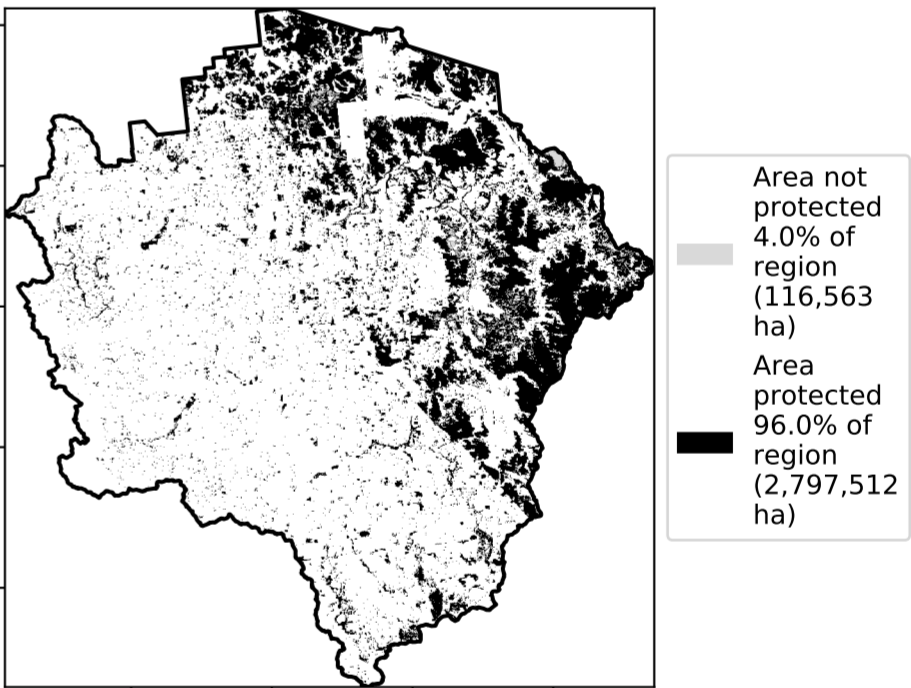 Area not
protected
4.0% of
region
(116,563
ha)
Area
protected
96.0% of
region
(2,797,512
ha)